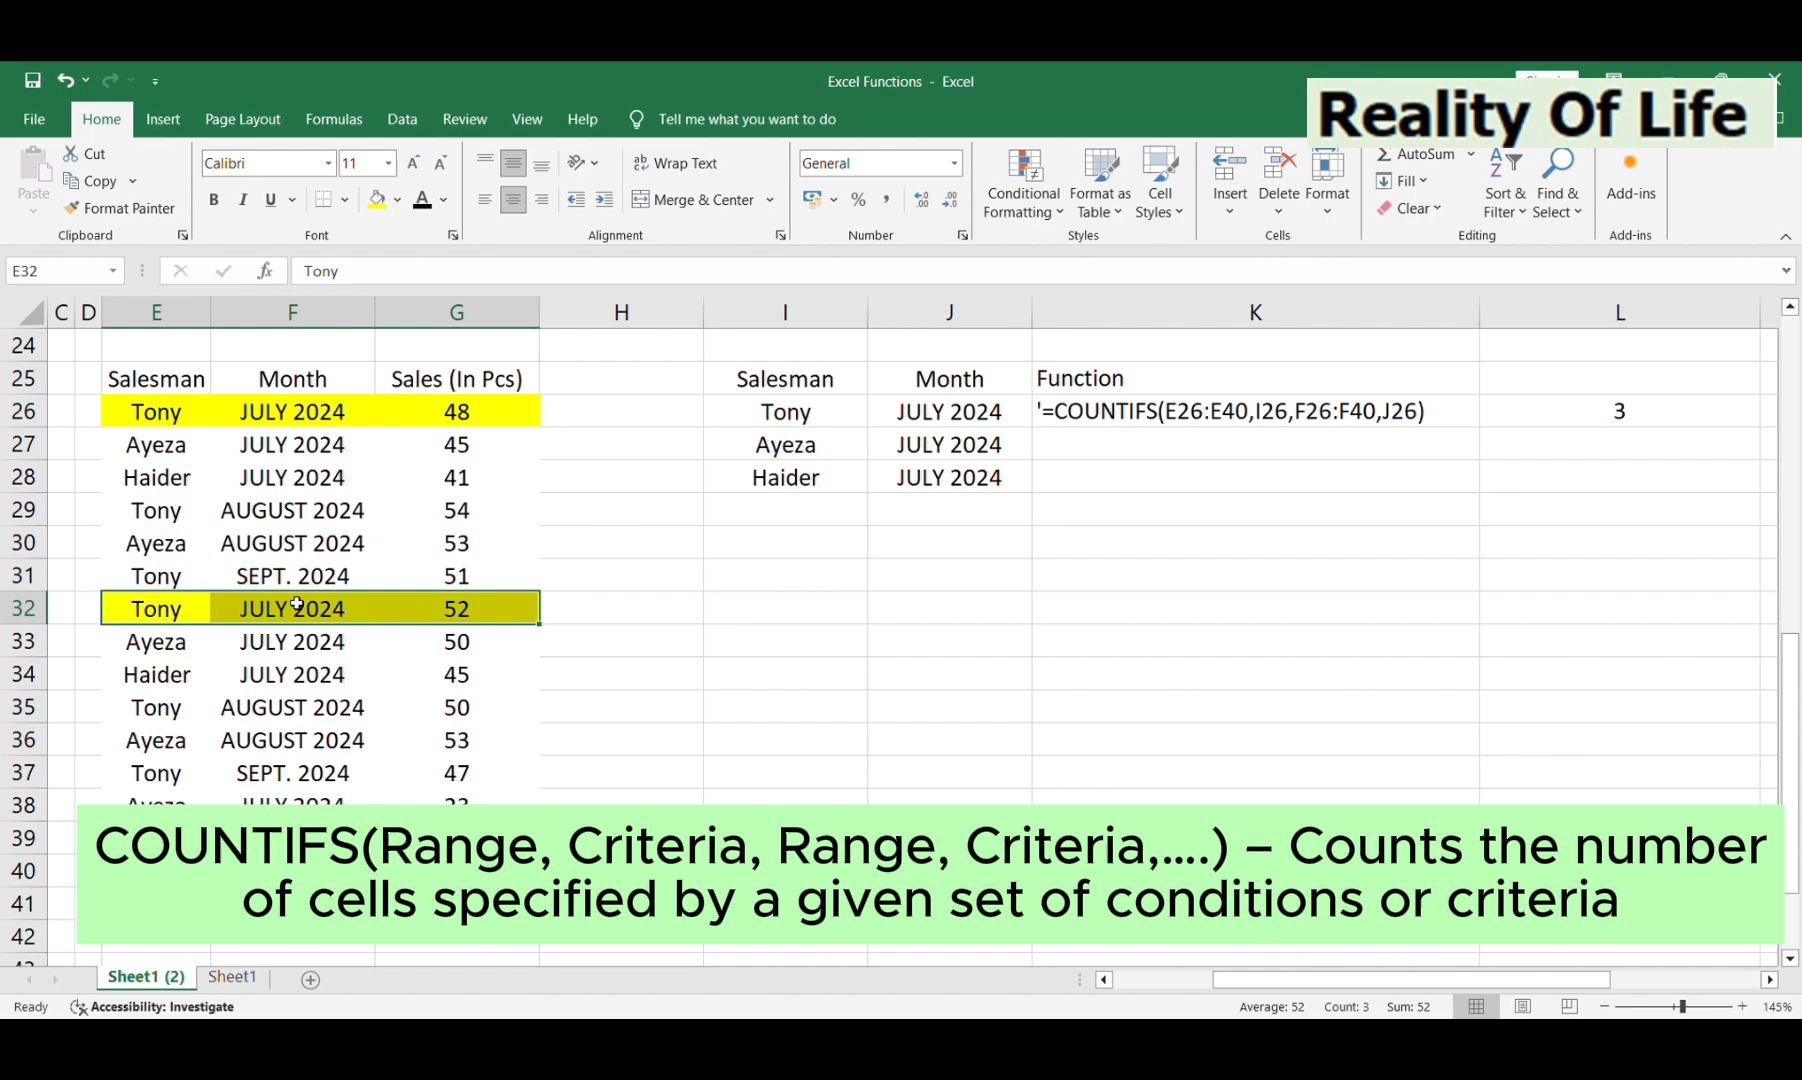 Excel Functions - Excel
Reality Of Life
File Home Insert Page Layout Formulas Data Review View Help Tell me what you want to do
Paste Cut Copy Format Painter
Calibri 11
B I U
Wrap Text
Merge & Center
General
%
Conditional Formatting
Format as Table
Cell Styles
Insert Delete Format
AutoSum
Fill
Clear
Sort & Filter
Find & Select
Add-ins
Clipboard Font Alignment Number Styles Cells Editing Add-ins
E32 fx Tony
C D E F G H I J K L
24
25 Salesman Month Sales (In Pcs) Salesman Month Function
26 Tony JULY 2024 48 Tony JULY 2024 '=COUNTIFS(E26:E40,I26,F26:F40,J26) 3
27 Ayeza JULY 2024 45 Ayeza JULY 2024
28 Haider JULY 2024 41 Haider JULY 2024
29 Tony AUGUST 2024 54
30 Ayeza AUGUST 2024 53
31 Tony SEPT. 2024 51
32 Tony JULY 2024 52
33 Ayeza JULY 2024 50
34 Haider JULY 2024 45
35 Tony AUGUST 2024 50
36 Ayeza AUGUST 2024 53
37 Tony SEPT. 2024 47
38
39
40
41
42
COUNTIFS(Range, Criteria, Range, Criteria,....) – Counts the number
of cells specified by a given set of conditions or criteria
Sheet1 (2) Sheet1
Ready Accessibility: Investigate Average: 52 Count: 3 Sum: 52 145%